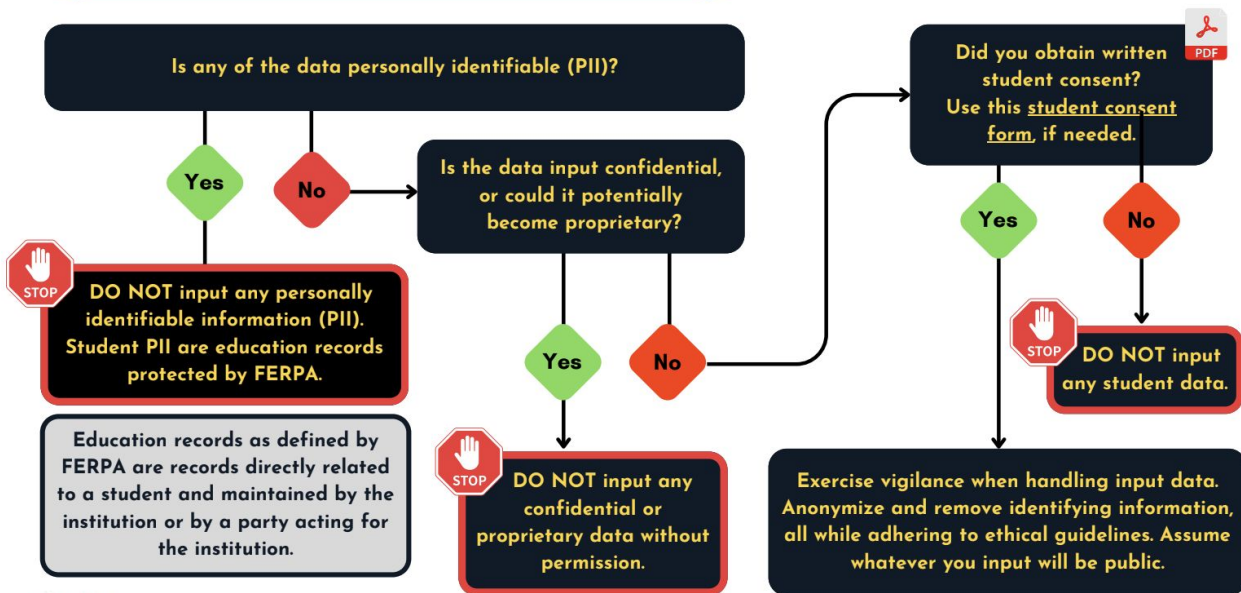 Is any of the data personally identifiable (PII)?
Yes
No
STOP
DO NOT input any personally
identifiable information (PII).
Student PII are education records
protected by FERPA.
Education records as defined by
FERPA are records directly related
to a student and maintained by the
institution or by a party acting for
the institution.
Is the data input confidential,
or could it potentially
become proprietary?
Yes
No
STOP
DO NOT input any
confidential or
proprietary data without
permission.
PDF
Did you obtain written
student consent?
Use this student consent
form, if needed.
Yes
No
STOP
DO NOT input
any student data.
Exercise vigilance when handling input data.
Anonymize and remove identifying information,
all while adhering to ethical guidelines. Assume
whatever you input will be public.